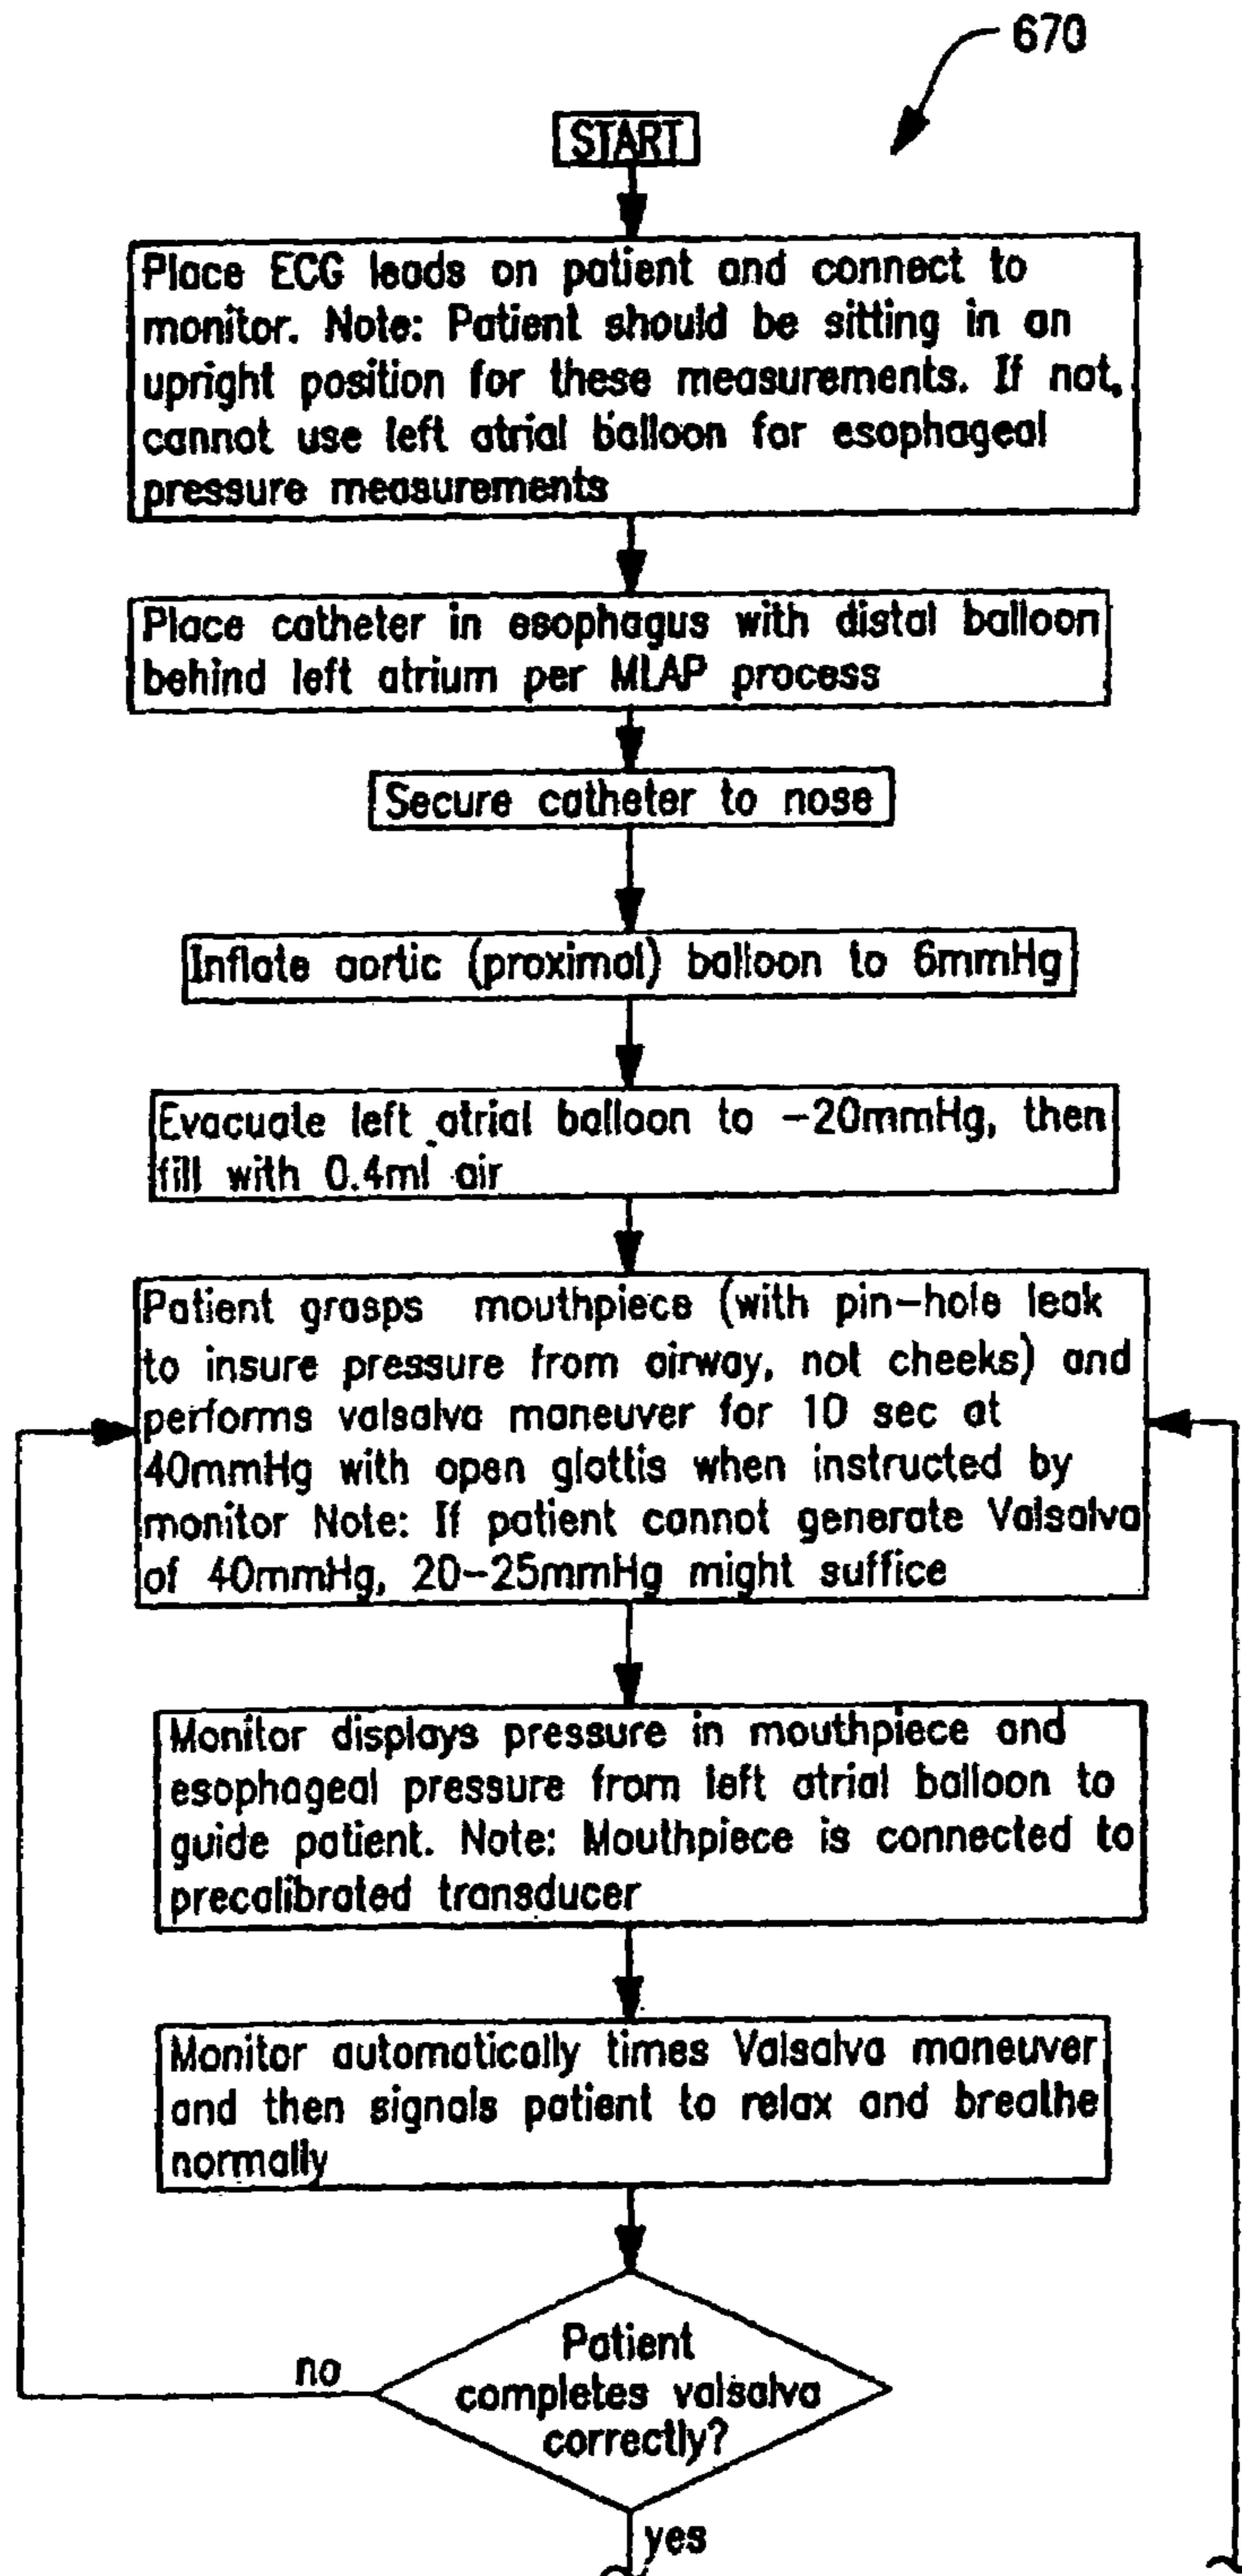 670
START
Place ECG leads on patient and connect to
monitor. Note: Patient should be sitting in an
upright position for these measurements. If not,
cannot use left atrial balloon for esophageal
pressure measurements
Place catheter in esophagus with distal balloon
behind left atrium per MLAP process
Secure catheter to nose
Inflate aortic (proximal) balloon to 6mmHg
Evacuate left atrial balloon to -20mmHg, then
fill with 0.4ml air
Patient grasps mouthpiece (with pin-hole leak
to insure pressure from airway, not cheeks) and
performs valsalva maneuver for 10 sec at
40mmHg with open glottis when instructed by
monitor Note: If patient cannot generate Valsalva
of 40mmHg, 20-25mmHg might suffice
Monitor displays pressure in mouthpiece and
esophageal pressure from left atrial balloon to
guide patient. Note: Mouthpiece is connected to
precalibrated transducer
Monitor automatically times Valsalva maneuver
and then signals patient to relax and breathe
normally
Patient
completes valsalva
correctly?
no
yes